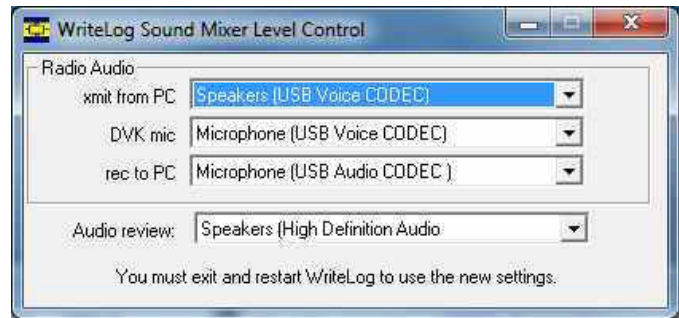 WriteLog Sound Mixer Level Control
Radio Audio
xmit from PC Speakers (USB Voice CODEC)
DVK mic Microphone (USB Voice CODEC)
rec to PC Microphone (USB Audio CODEC )
Audio review: Speakers (High Definition Audio
You must exit and restart WriteLog to use the new settings.